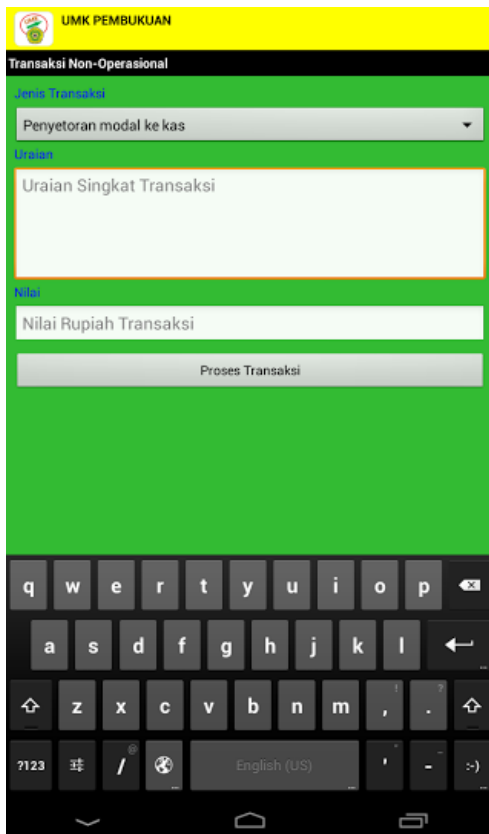 UMK PEMBUKUAN
Transaksi Non-Operasional
Jenis Transaksi
Penyetoran modal ke kas
Uraian
Uraian Singkat Transaksi
Nilai
Nilai Rupiah Transaksi
Proses Transaksi
q w e r t y u i o p
a s d f g h j k l
z x c v b n m , ! . ?
?123 / @ English (US) ' - :-)